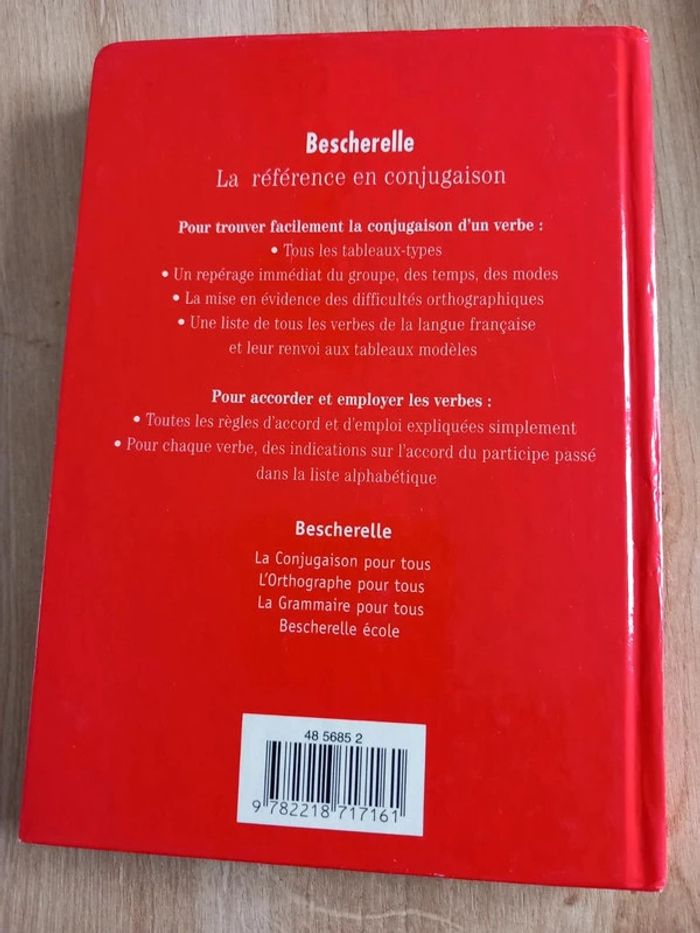 Bescherelle
La référence en conjugaison
Pour trouver facilement la conjugaison d'un verbe :
• Tous les tableaux-types
• Un repérage immédiat du groupe, des temps, des modes
• La mise en évidence des difficultés orthographiques
• Une liste de tous les verbes de la langue française
et leur renvoi aux tableaux modèles
Pour accorder et employer les verbes :
• Toutes les règles d'accord et d'emploi expliquées simplement
• Pour chaque verbe, des indications sur l'accord du participe passé
dans la liste alphabétique
Bescherelle
La Conjugaison pour tous
L'Orthographe pour tous
La Grammaire pour tous
Bescherelle école
48 5685 2
9 782218 717161